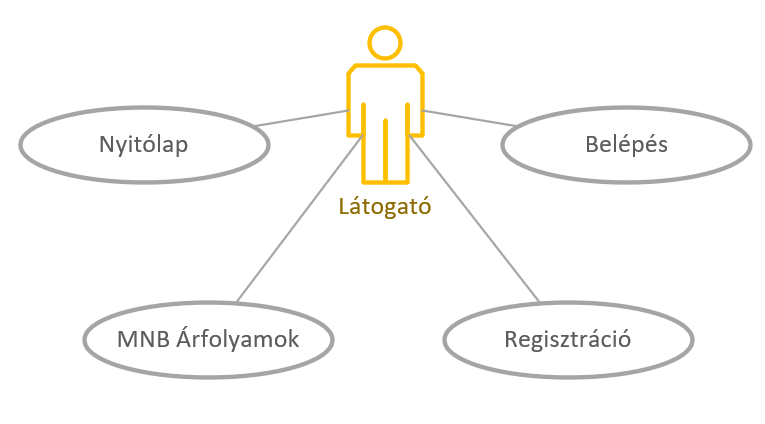 Nyitólap
Belépés
Látogató
MNB Árfolyamok
Regisztráció